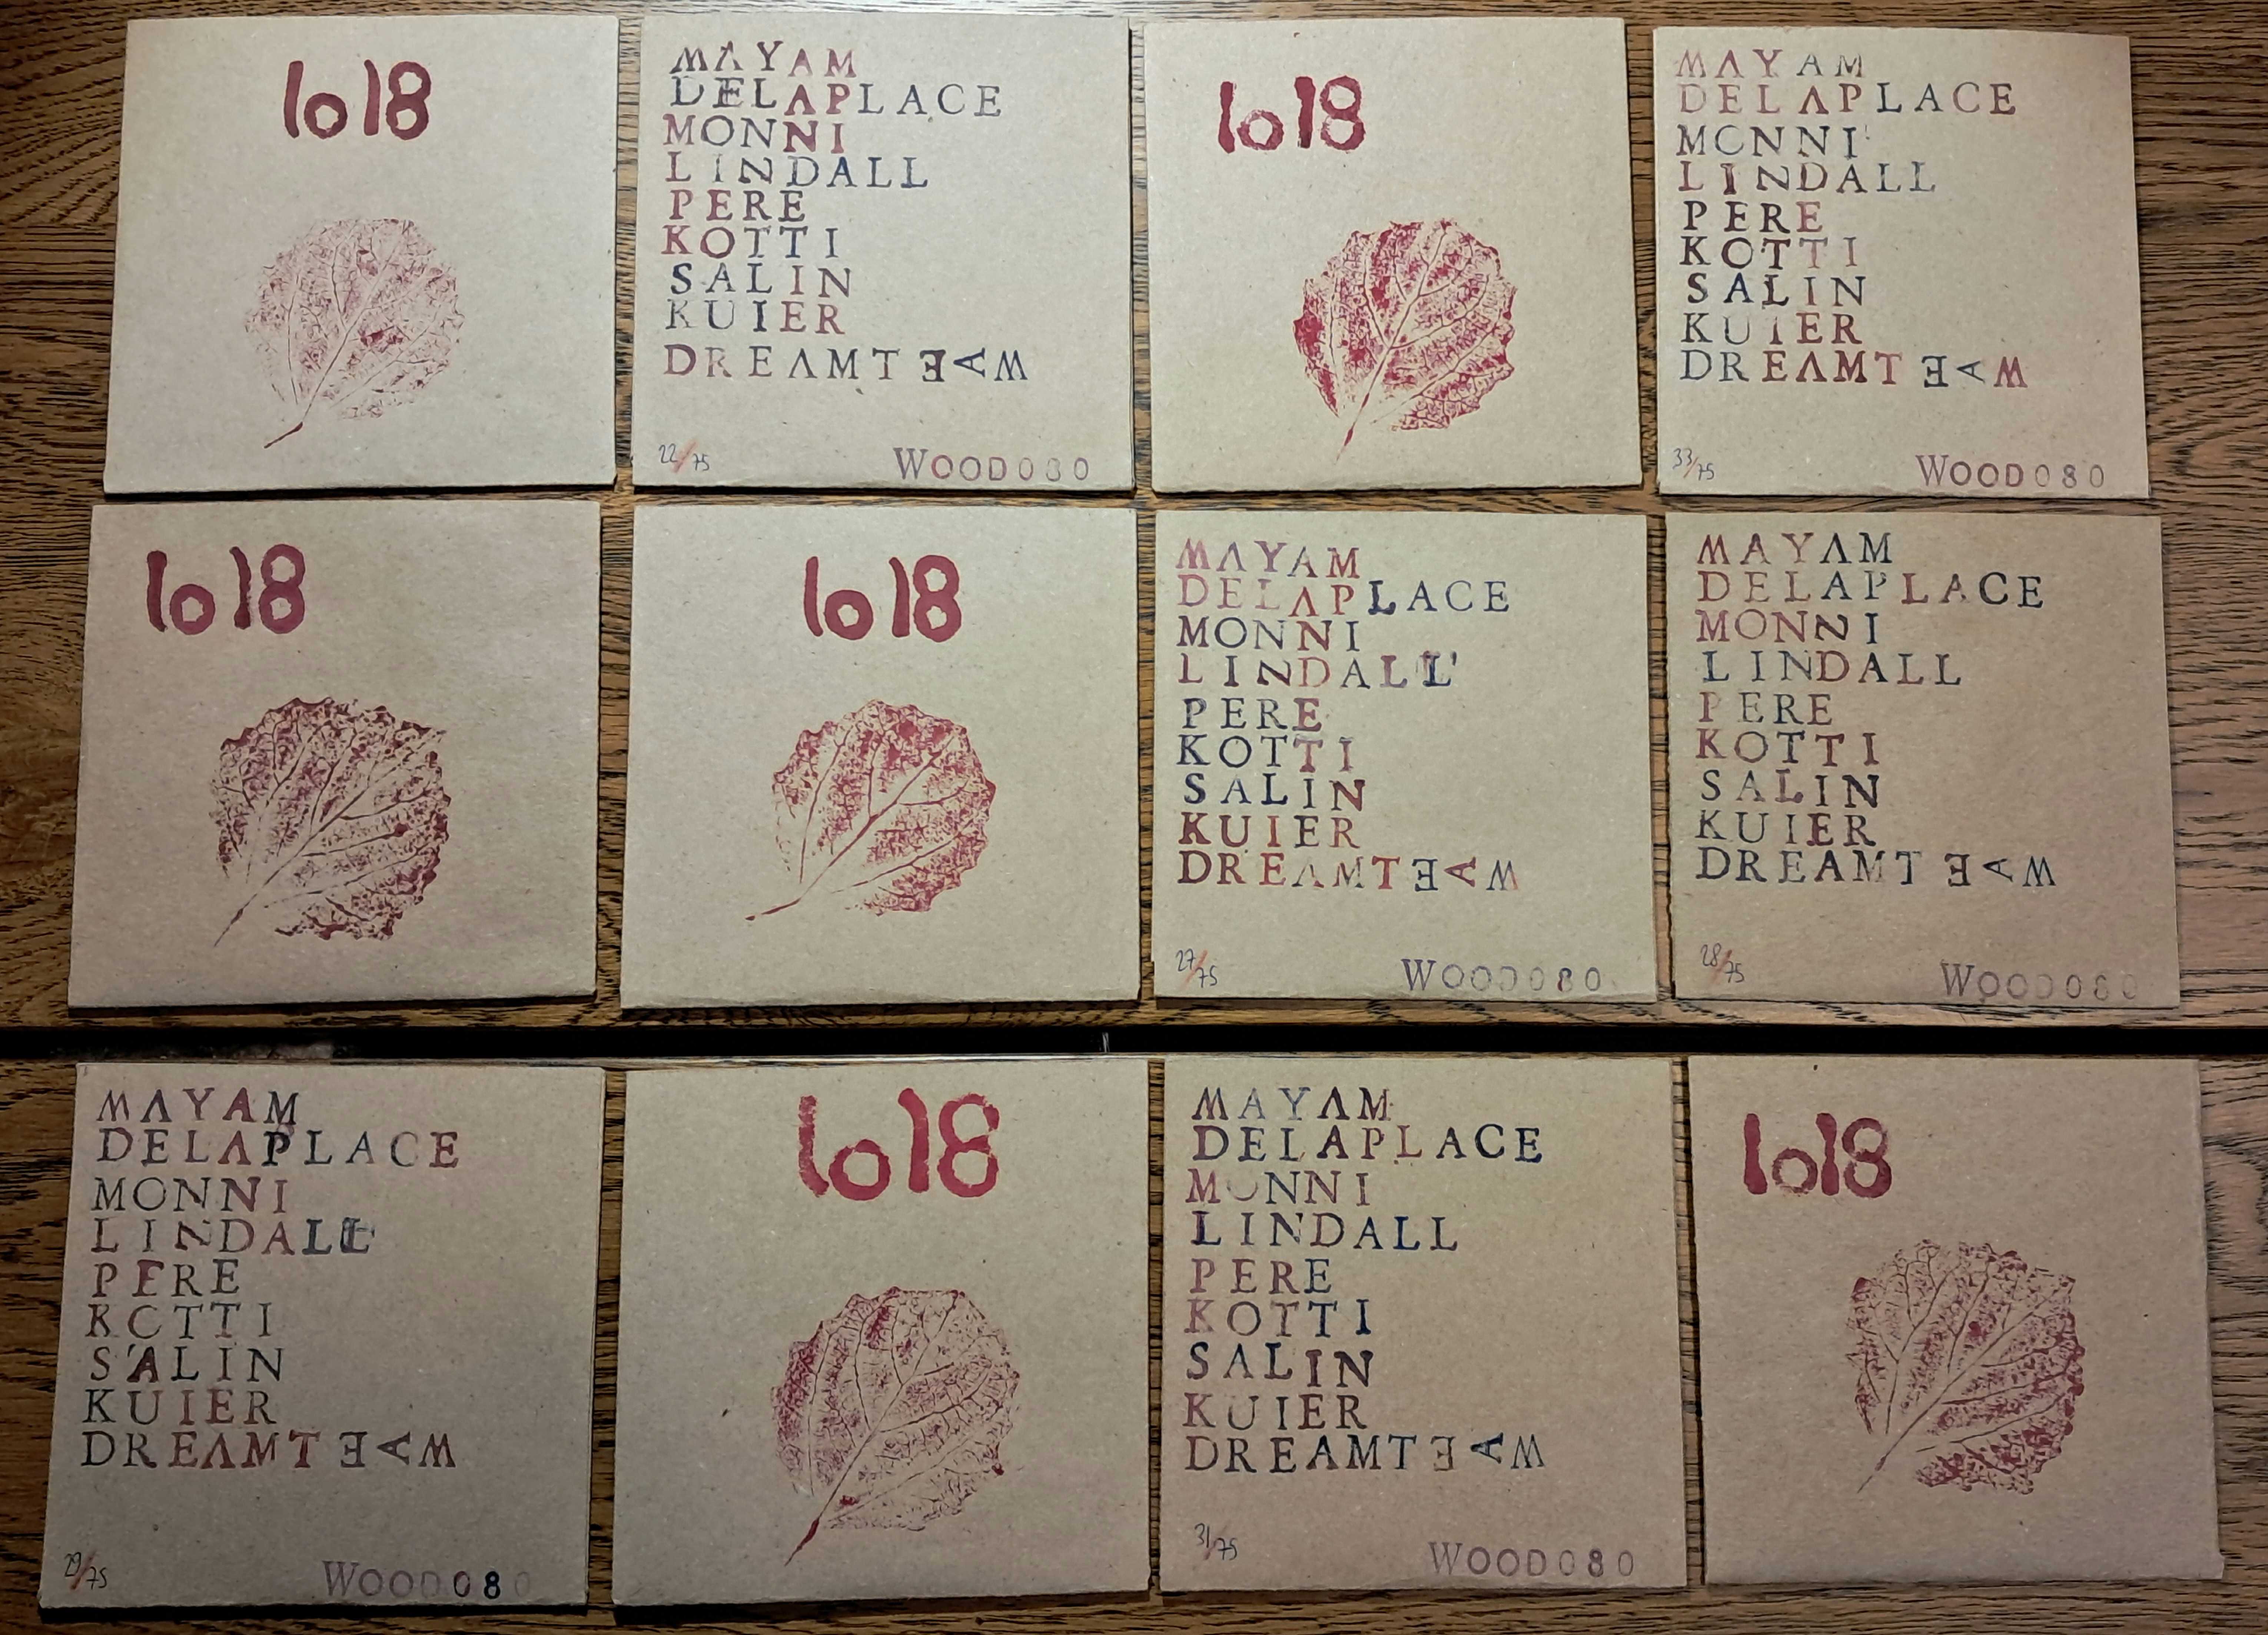 lo18
MAYAM
DELAPLACE
MONNI
LINDALL
PERE
KOTTI
SALIN
KUIER
DREAMTEAM
22/75
WOOD080
lo18
MAYAM
DELAPLACE
MONNI
LINDALL
PERE
KOTTI
SALIN
KUIER
DREAMTEAM
33/75
WOOD080
lo18
lo18
MAYAM
DELAPLACE
MONNI
LINDALL
PERE
KOTTI
SALIN
KUIER
DREAMTEAM
27/75
WOOD080
MAYAM
DELAPLACE
MONNI
LINDALL
PERE
KOTTI
SALIN
KUIER
DREAMTEAM
28/75
WOOD080
MAYAM
DELAPLACE
MONNI
LINDALL
PERE
KOTTI
SALIN
KUIER
DREAMTEAM
29/75
WOOD080
lo18
MAYAM
DELAPLACE
MONNI
LINDALL
PERE
KOTTI
SALIN
KUIER
DREAMTEAM
31/75
WOOD080
lo18